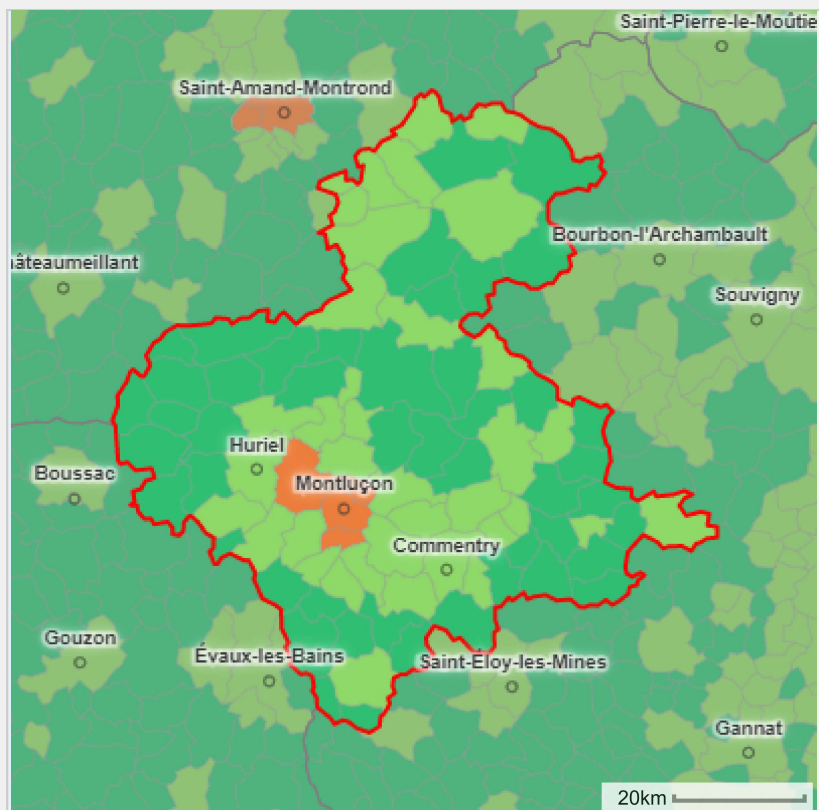 Saint-Pierre-le-Moûtie
Saint-Amand-Montrond
Bourbon-l'Archambault
hâteaumeillant
Souvigny
Huriel
Boussac
Montluçon
Commentry
Gouzon
Évaux-les-Bains
Saint-Éloy-les-Mines
Gannat
20km